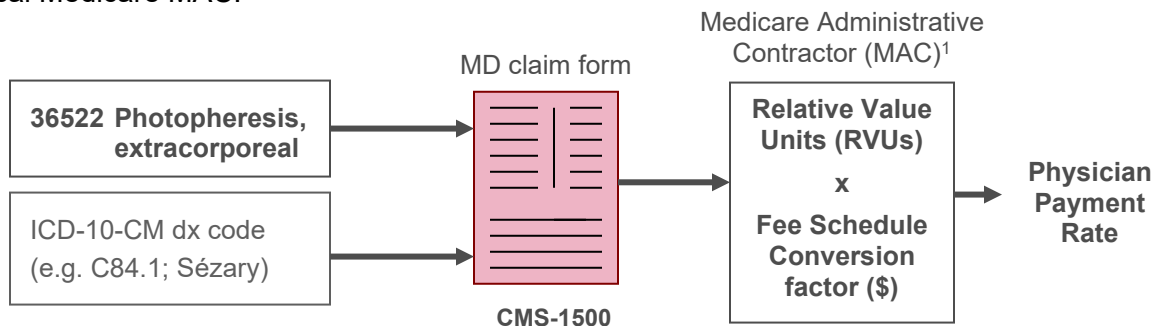 Medicare Administrative
Contractor (MAC)¹
MD claim form
36522 Photopheresis,
extracorporeal
ICD-10-CM dx code
(e.g. C84.1; Sézary)
CMS-1500
Relative Value
Units (RVUs)
x
Fee Schedule
Conversion
factor ($)
Physician
Payment
Rate